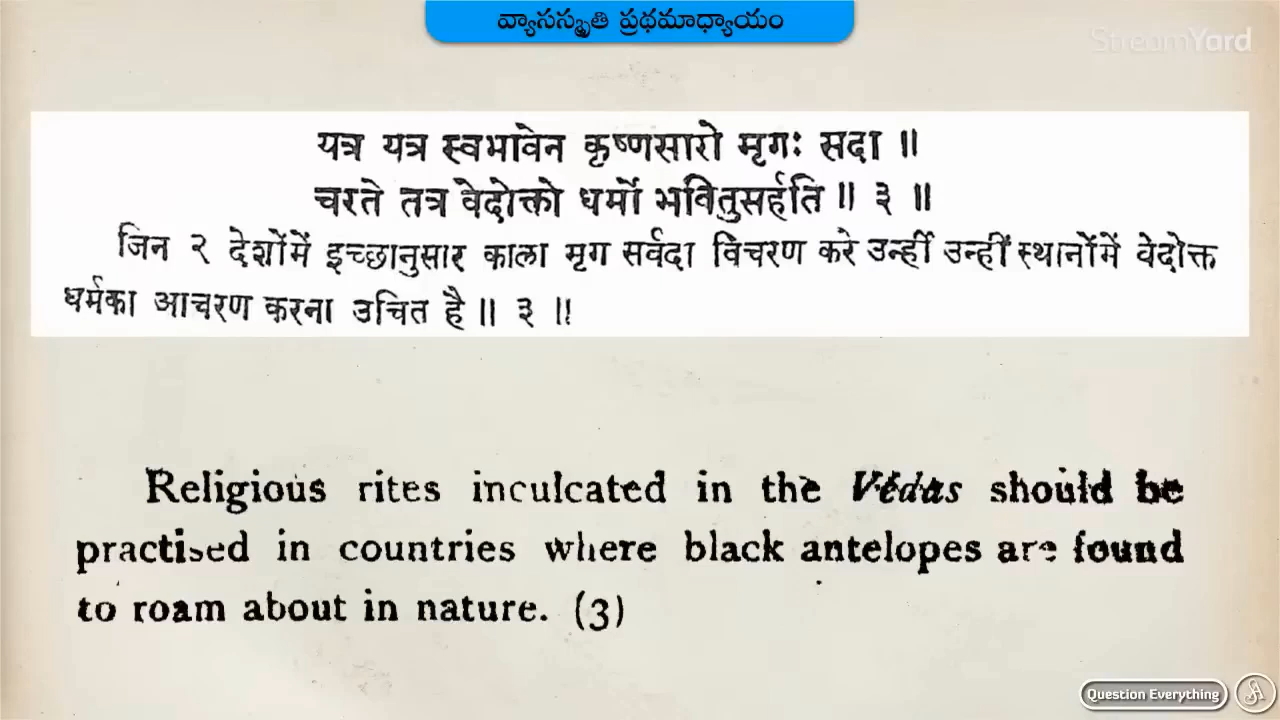 వ్యాసస్మృతి ప్రథమాధ్యాయం
StreamYard
यत्र यत्र स्वभावेन कृष्णसारो मृगः सदा ॥
चरते तत्र वेदोक्तो धर्मो भवितुसर्हति ॥ ३ ॥
जिन २ देशोंमें इच्छानुसार काला मृग सर्वदा विचरण करे उन्हीं उन्हीं स्थानोंमें वेदोक्त
धर्मका आचरण करना उचित है ॥ ३ ॥
Religious rites inculcated in the Vedas should be
practised in countries where black antelopes are found
to roam about in nature. (3)
Question Everything